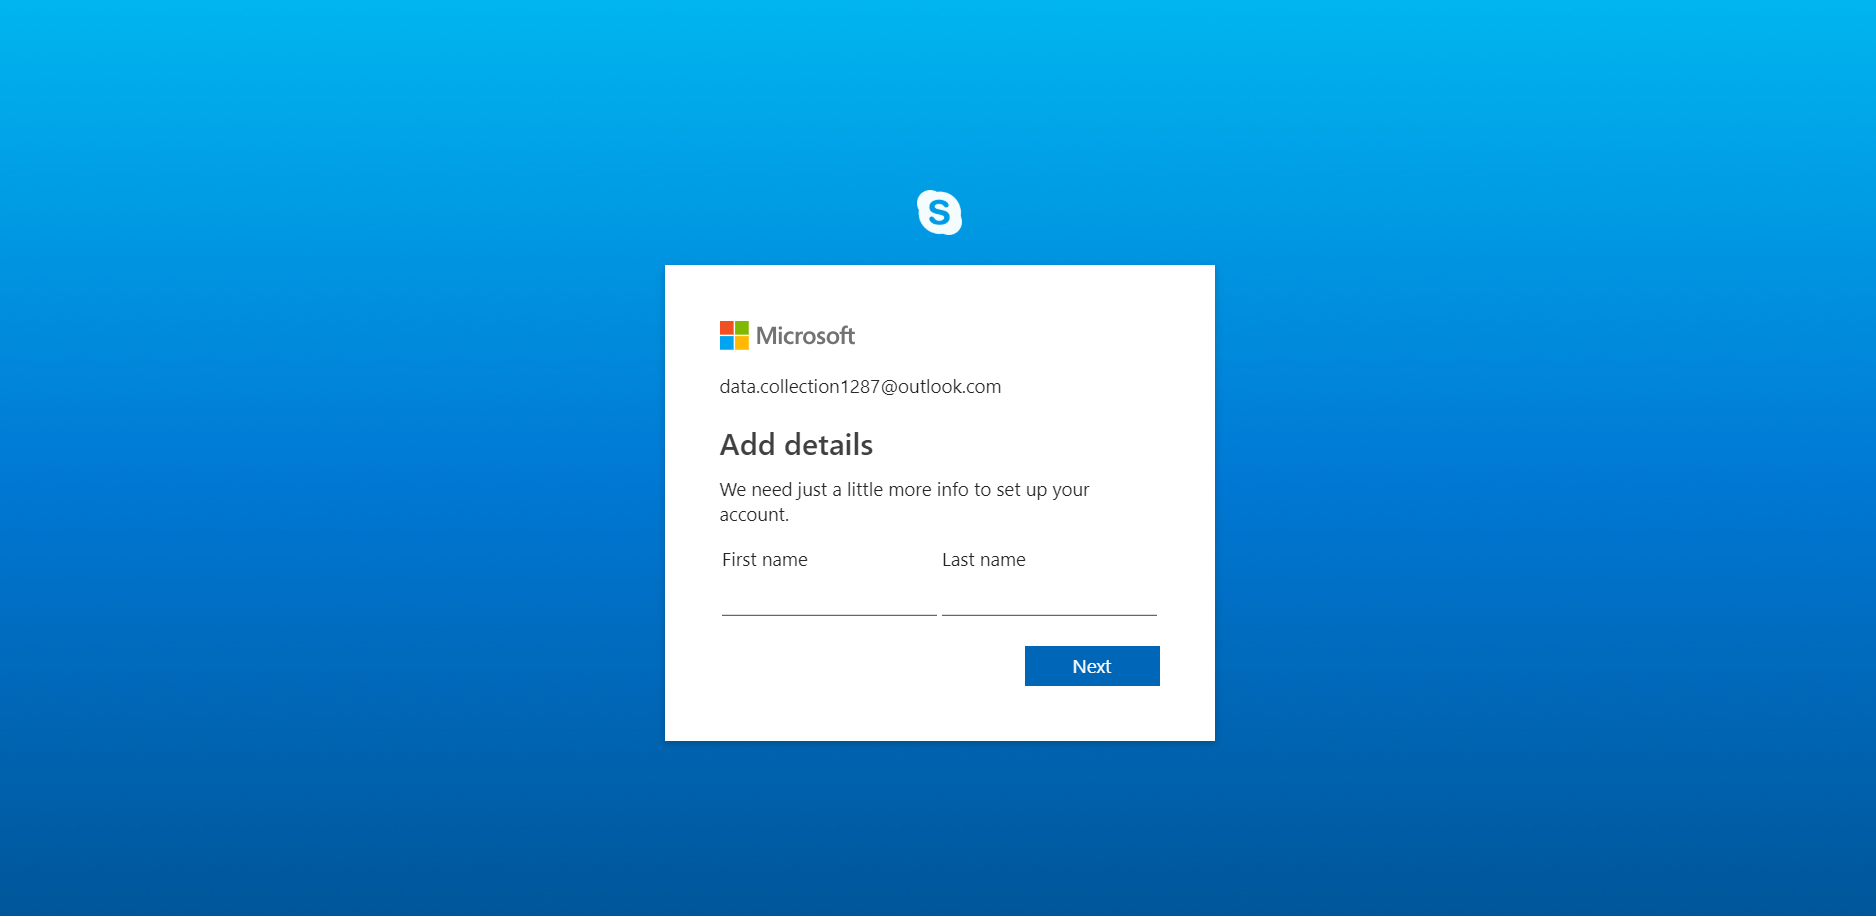 S
Microsoft
data.collection1287@outlook.com
Add details
We need just a little more info to set up your
account.
First name Last name
Next